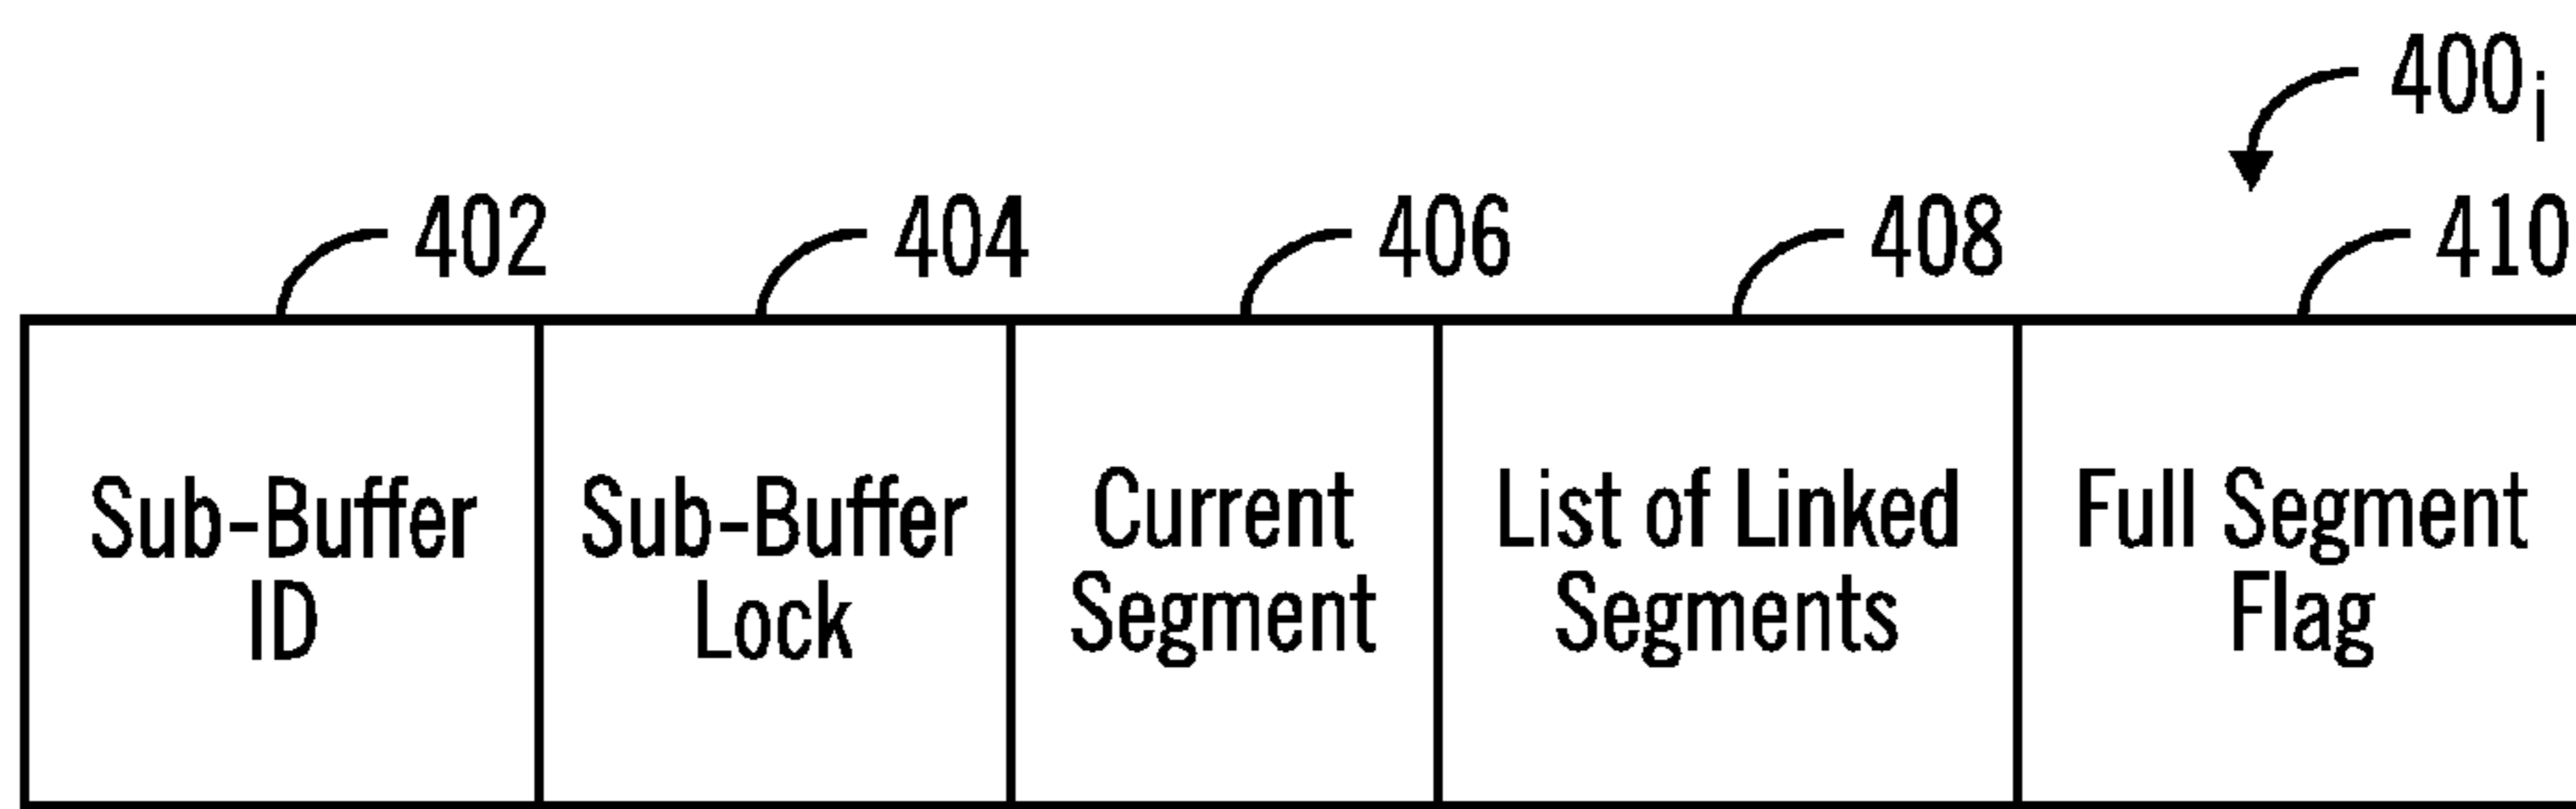 400i
402
404
406
408
410
Sub-Buffer
ID
Sub-Buffer
Lock
Current
Segment
List of Linked
Segments
Full Segment
Flag